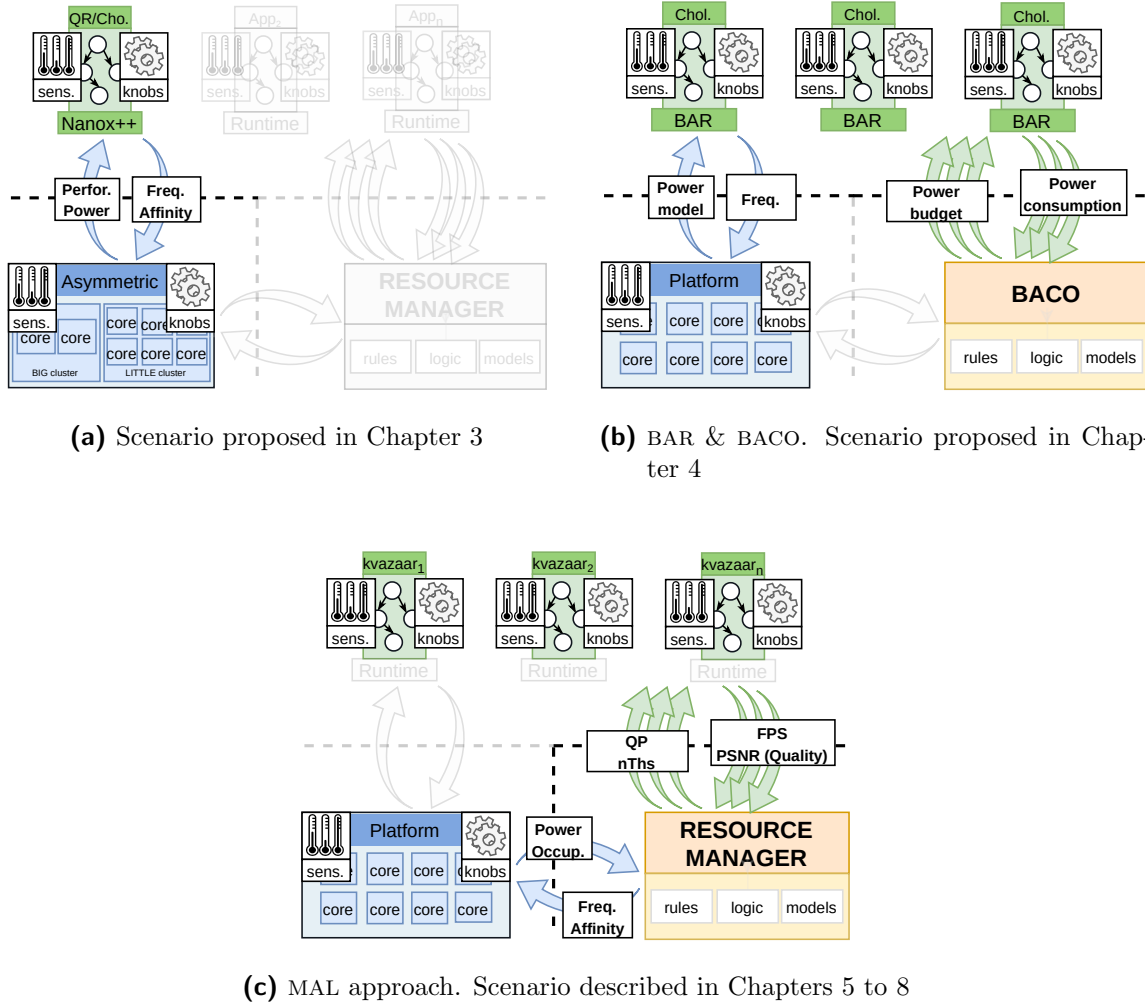 QR/Cho.
sens.
knobs
Nanox++
App2
sens.
knobs
Runtime
Appn
sens.
knobs
Runtime
Perfor.
Power
Freq.
Affinity
Asymmetric
sens.
knobs
core
core
core
core
core
core
core
BIG cluster
LITTLE cluster
RESOURCE
MANAGER
rules
logic
models
(a) Scenario proposed in Chapter 3
Chol.
sens.
knobs
BAR
Chol.
sens.
knobs
BAR
Chol.
sens.
knobs
BAR
Power
model
Freq.
Power
budget
Power
consumption
Platform
sens.
knobs
core
core
core
core
core
core
BACO
rules
logic
models
(b) BAR & BACO. Scenario proposed in Chap-
ter 4
kvazaar1
sens.
knobs
Runtime
kvazaar2
sens.
knobs
Runtime
kvazaarn
sens.
knobs
Runtime
QP
nThs
FPS
PSNR (Quality)
Platform
sens.
knobs
core
core
core
core
core
core
Power
Occup.
Freq.
Affinity
RESOURCE
MANAGER
rules
logic
models
(c) MAL approach. Scenario described in Chapters 5 to 8